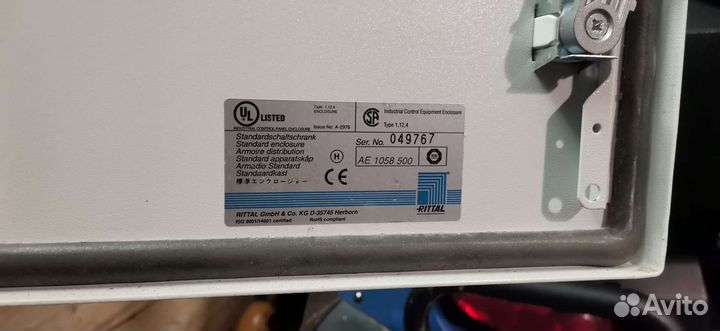 UL LISTED
Type 1,12,4
ENCLOSURE
INDUSTRIAL CONTROL PANEL ENCLOSURE Issue No: A-2976
Industrial Control Equipment Enclosure
Type 1,12,4
Standardschaltschrank
Standard enclosure
Armoire distribution
Standard apparatskåp
Armadio Standard
Standaardkast
標準エンクロージャー
H
CE
Ser. No. 049767
AE 1058 500
RITTAL
RITTAL GmbH & Co. KG D-35745 Herborn
ISO 9001/14001 certified RoHS compliant
Avito